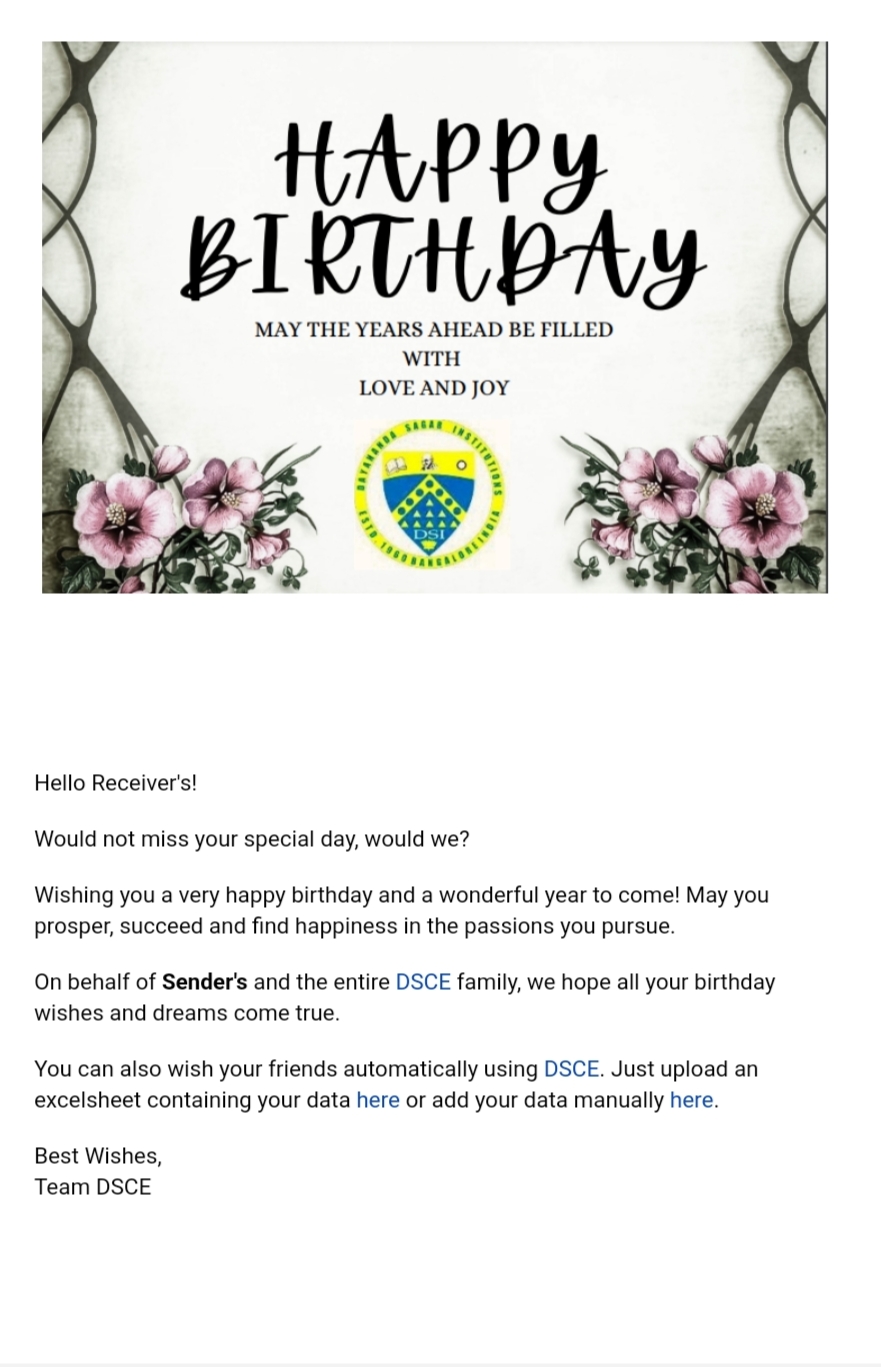 HAPPY
BIRTHDAY
MAY THE YEARS AHEAD BE FILLED
WITH
LOVE AND JOY
DAYANANDA SAGAR INSTITUTIONS
DSI
ESTD 1960 BANGALORE INDIA
Hello Receiver's!
Would not miss your special day, would we?
Wishing you a very happy birthday and a wonderful year to come! May you
prosper, succeed and find happiness in the passions you pursue.
On behalf of Sender's and the entire DSCE family, we hope all your birthday
wishes and dreams come true.
You can also wish your friends automatically using DSCE. Just upload an
excelsheet containing your data here or add your data manually here.
Best Wishes,
Team DSCE